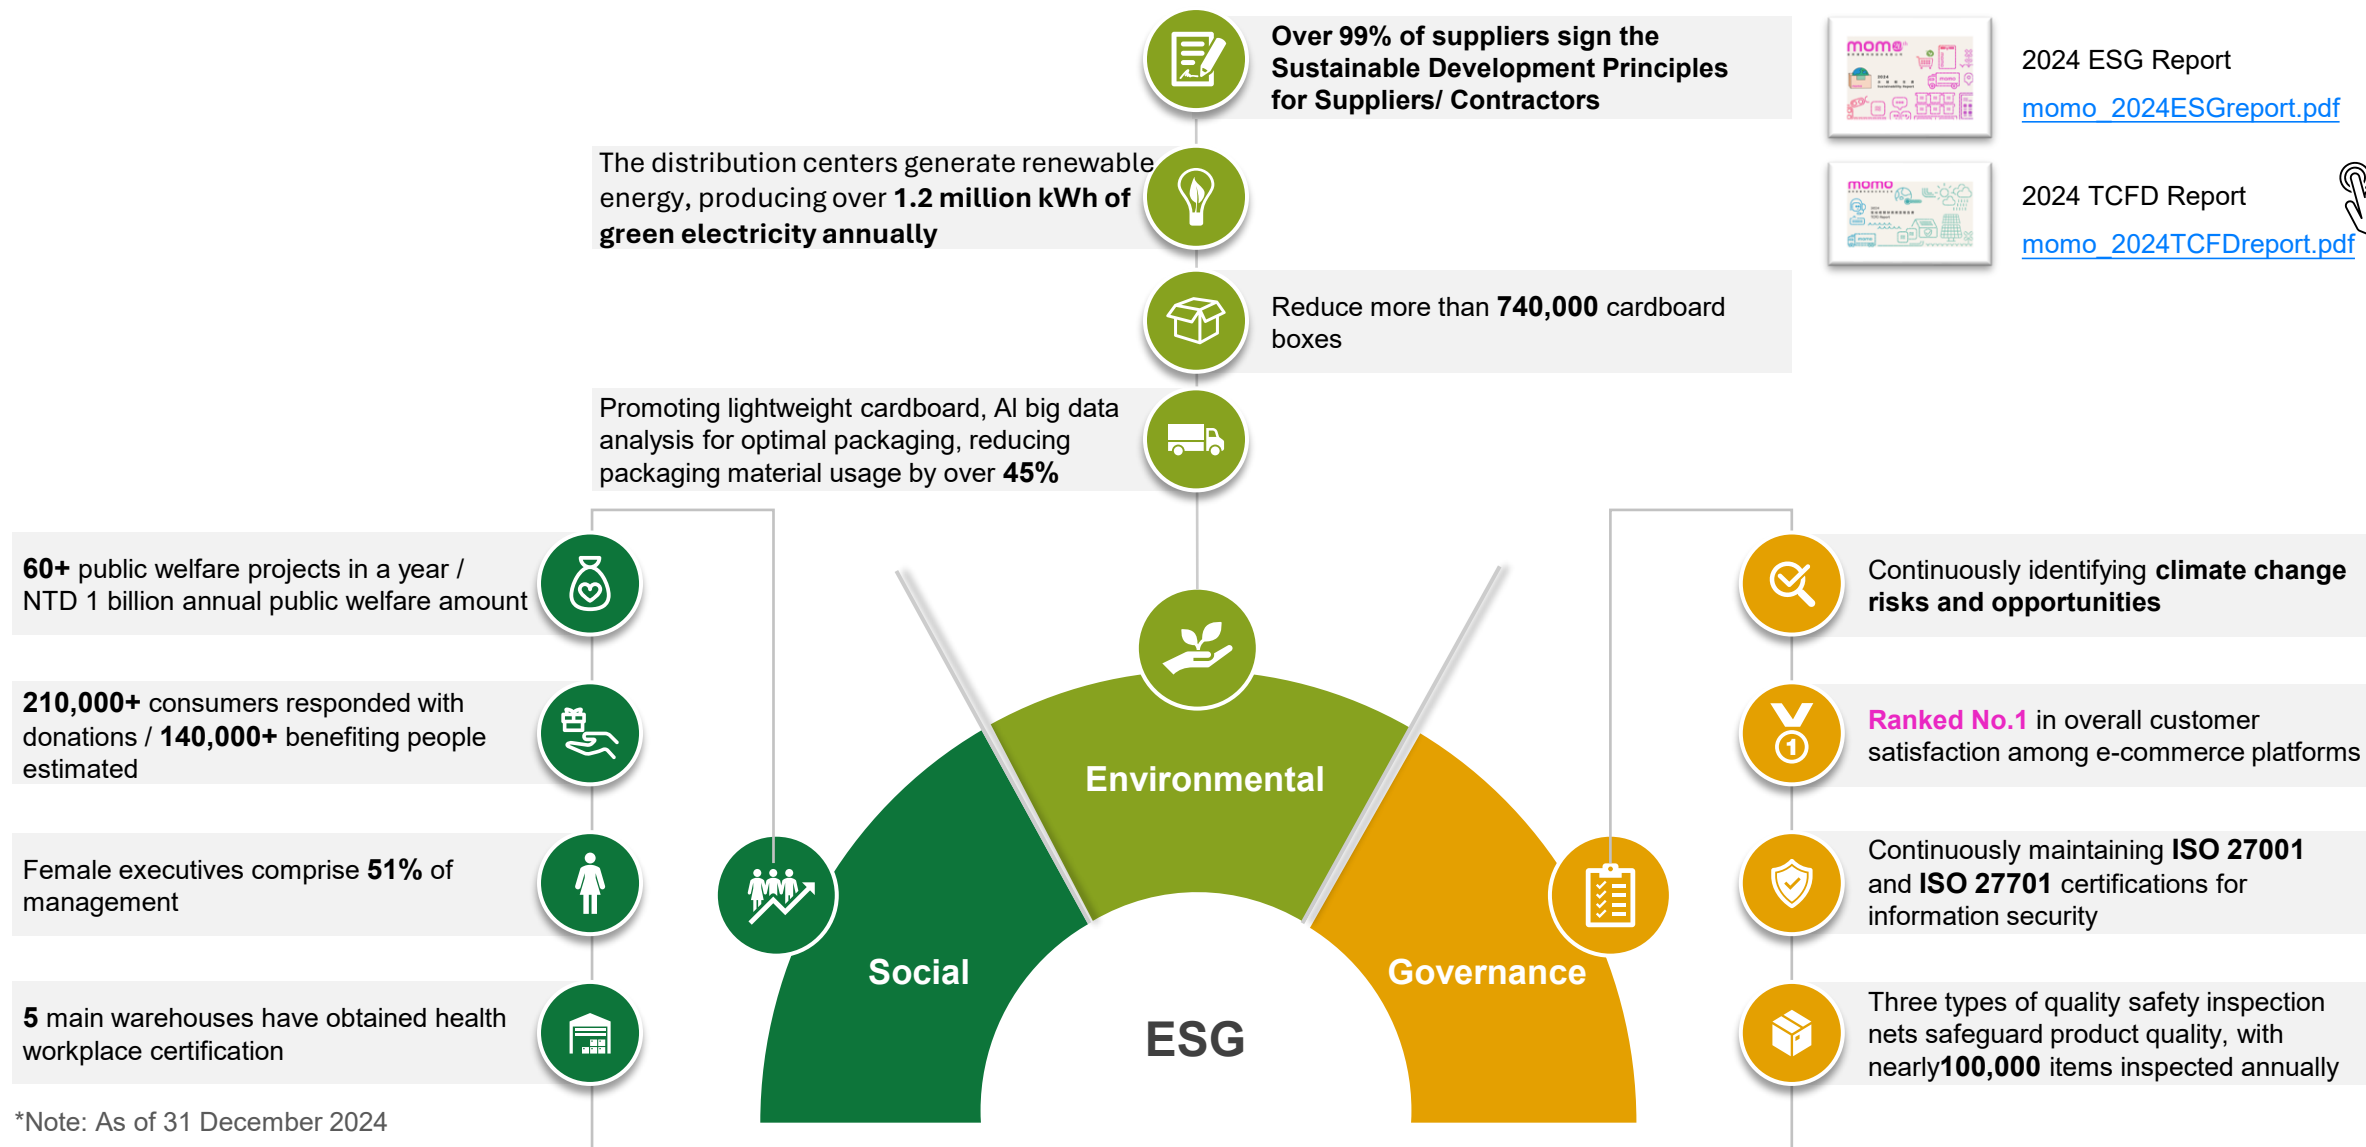 Over 99% of suppliers sign the
Sustainable Development Principles
for Suppliers/ Contractors
momo
2024
Sustainability Report
2024 ESG Report
momo_2024ESGreport.pdf
The distribution centers generate renewable
energy, producing over 1.2 million kWh of
green electricity annually
momo
TCFD Report
2024 TCFD Report
momo_2024TCFDreport.pdf
Reduce more than 740,000 cardboard
boxes
Promoting lightweight cardboard, AI big data
analysis for optimal packaging, reducing
packaging material usage by over 45%
60+ public welfare projects in a year /
NTD 1 billion annual public welfare amount
210,000+ consumers responded with
donations / 140,000+ benefiting people
estimated
Female executives comprise 51% of
management
5 main warehouses have obtained health
workplace certification
Social
Environmental
Governance
ESG
Continuously identifying climate change
risks and opportunities
1
Ranked No.1 in overall customer
satisfaction among e-commerce platforms
Continuously maintaining ISO 27001
and ISO 27701 certifications for
information security
Three types of quality safety inspection
nets safeguard product quality, with
nearly100,000 items inspected annually
*Note: As of 31 December 2024